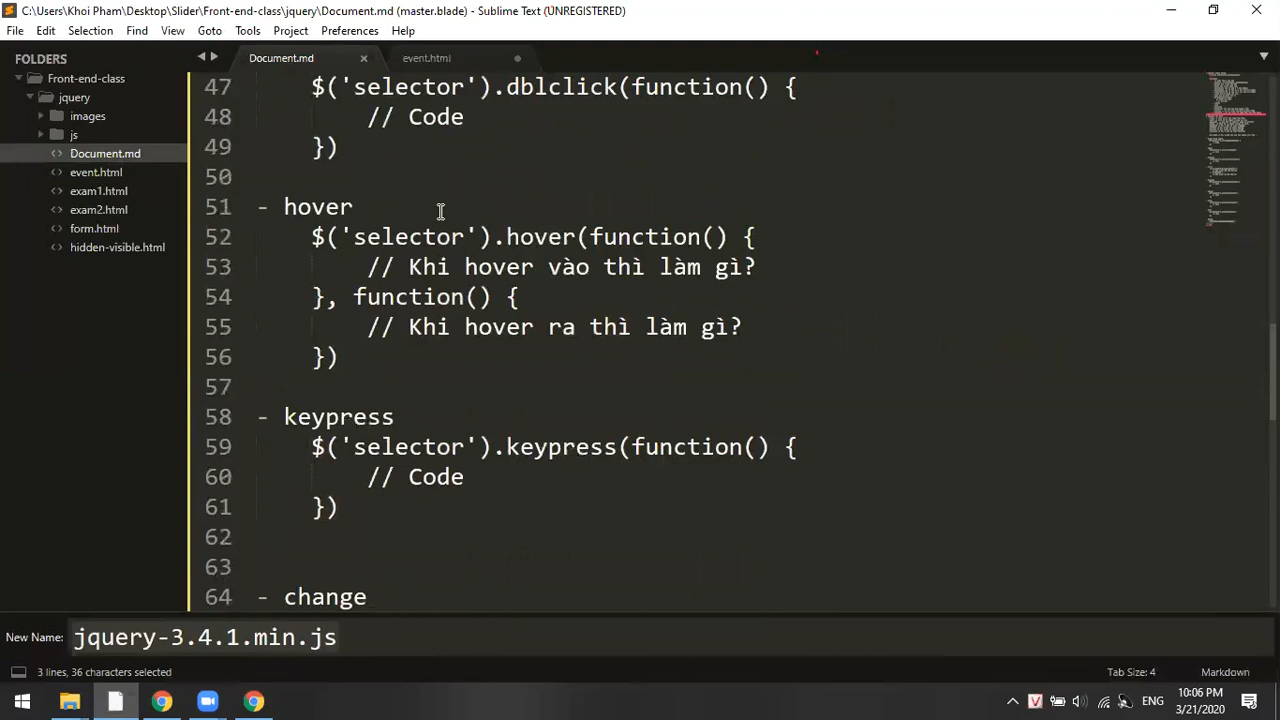 C:\Users\Khoi Pham\Desktop\Slider\Front-end-class\jquery\Document.md (master.blade) - Sublime Text (UNREGISTERED)
File Edit Selection Find View Goto Tools Project Preferences Help
FOLDERS
Front-end-class
jquery
images
js
Document.md
event.html
exam1.html
exam2.html
form.html
hidden-visible.html
Document.md event.html
47 $('selector').dblclick(function() {
48 // Code
49 })
50
51 - hover
52 $('selector').hover(function() {
53 // Khi hover vào thì làm gì?
54 }, function() {
55 // Khi hover ra thì làm gì?
56 })
57
58 - keypress
59 $('selector').keypress(function() {
60 // Code
61 })
62
63
64 - change
New Name: jquery-3.4.1.min.js
3 lines, 36 characters selected Tab Size: 4 Markdown
V ENG 10:06 PM
3/21/2020